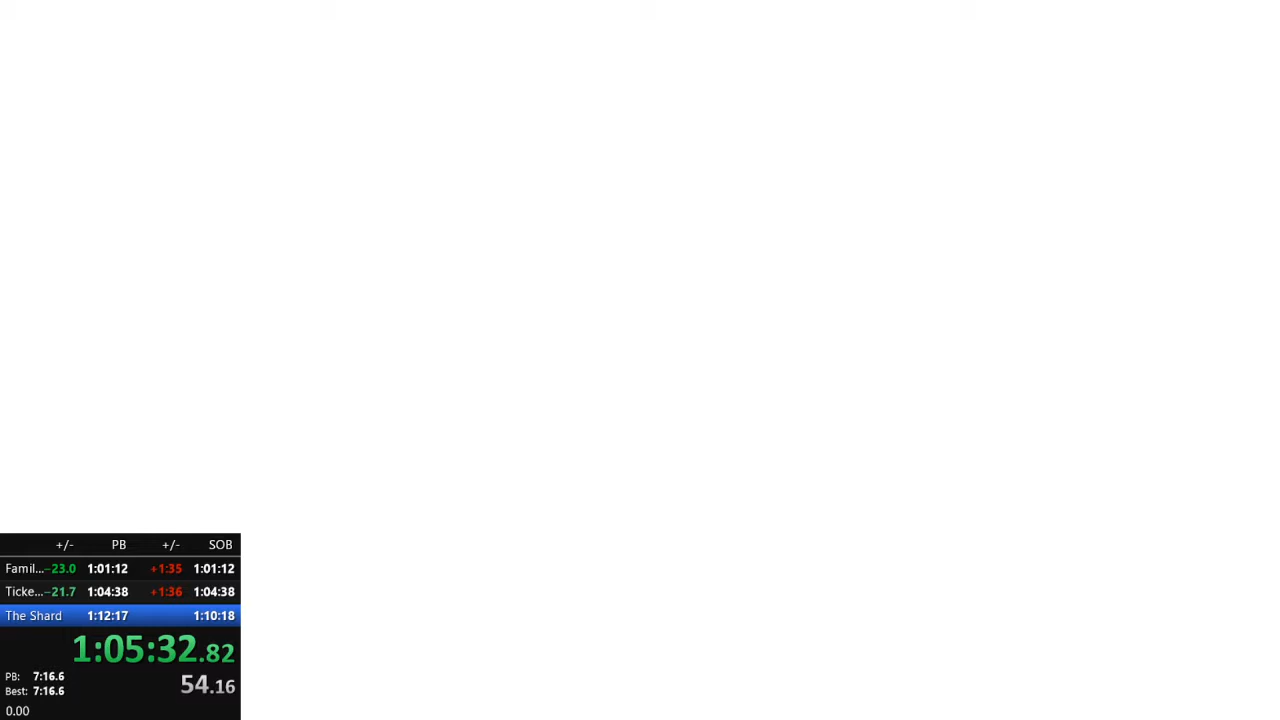 +/- PB +/- SOB
Famil... −23.0 1:01:12 +1:35 1:01:12
Ticke... −21.7 1:04:38 +1:36 1:04:38
The Shard 1:12:17 1:10:18
1:05:32.82
PB: 7:16.6
54.16
Best: 7:16.6
0.00